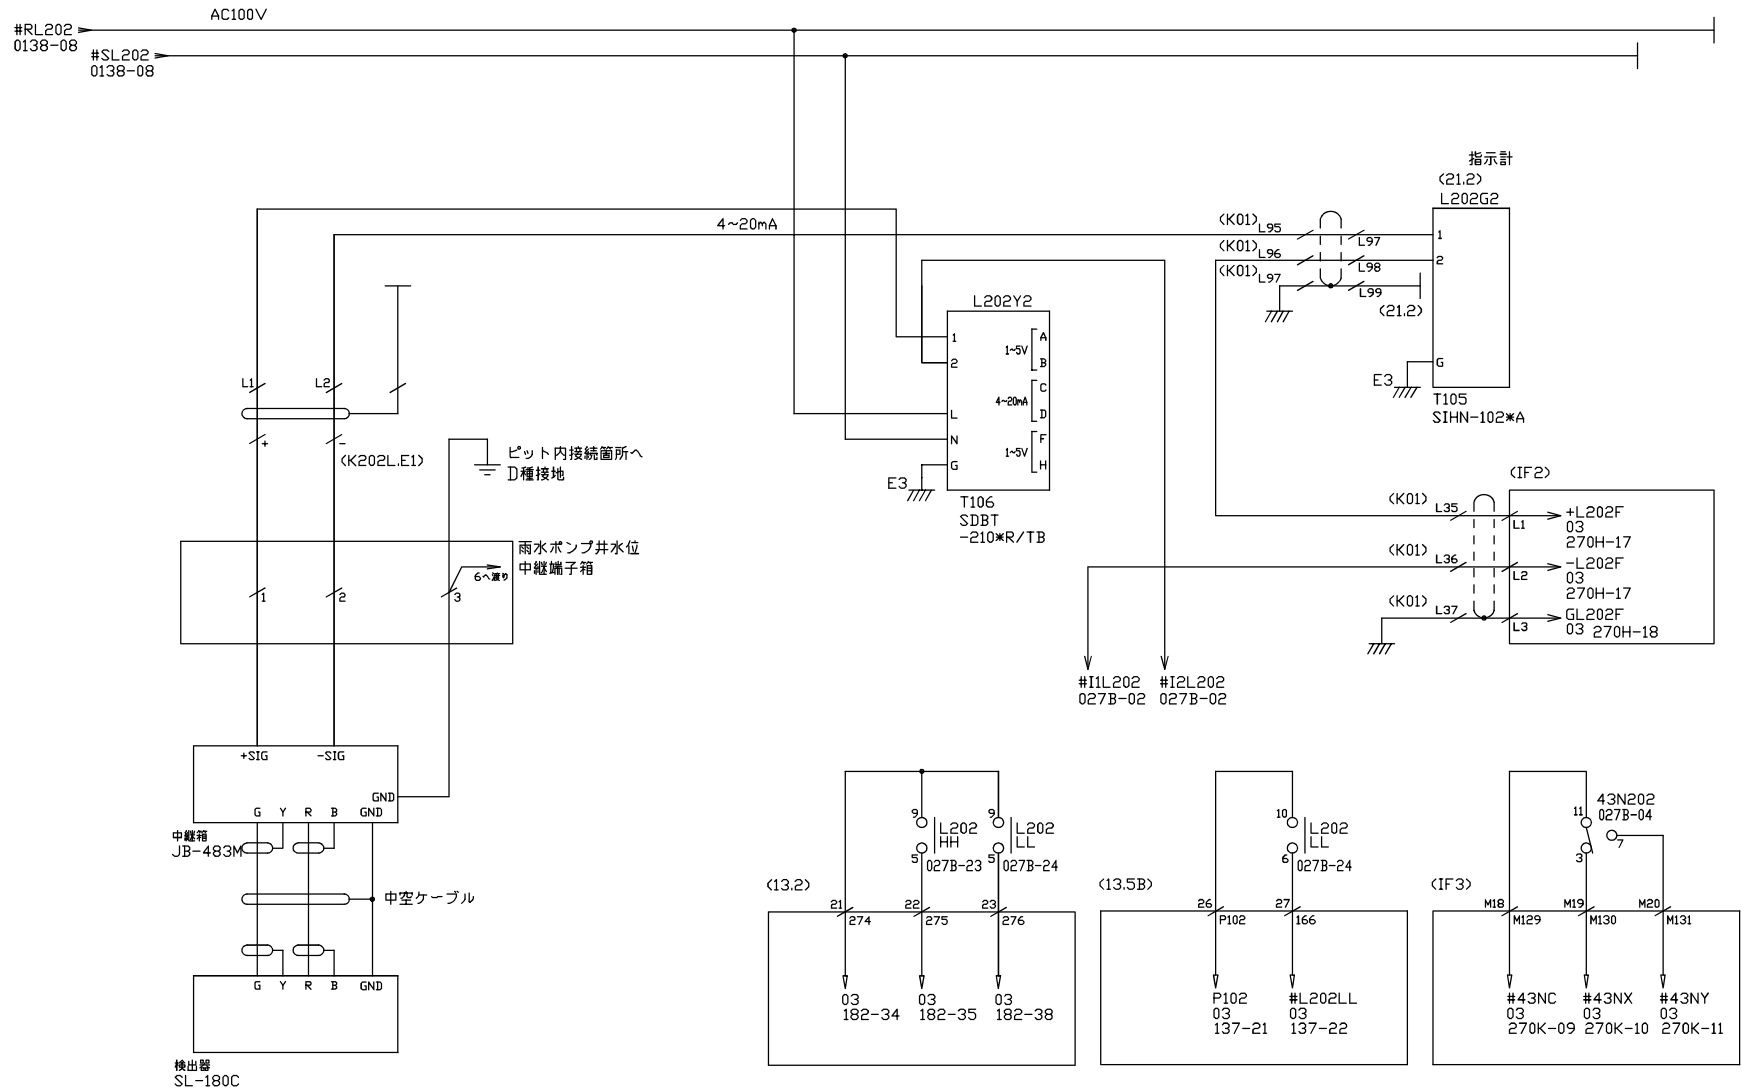 AC100V
#RL202
0138-08
#SL202
0138-08
指示計
(21.2)
L202G2
4~20mA
(K01) L95
L97
1
(K01) L96
L98
2
(K01) L97
L99
(21.2)
G
E3
T105
SIHN-102*A
L202Y2
1
2
L
N
G
1~5V
A
B
4~20mA
C
D
1~5V
F
H
E3
T106
SDBT
-210*R/TB
L1
L2
+
-
(K202L.E1)
ピット内接続箇所へ
D種接地
雨水ポンプ井水位
中継端子箱
6へ渡り
1
2
3
(IF2)
(K01) L35
L1
+L202F
03
270H-17
(K01) L36
L2
-L202F
03
270H-17
(K01) L37
L3
GL202F
03 270H-18
#I1L202
027B-02
#I2L202
027B-02
+SIG
-SIG
GND
G Y R B GND
中継箱
JB-483M
中空ケーブル
G Y R B GND
検出器
SL-180C
(13.2)
9
5
L202
HH
027B-23
9
5
L202
LL
027B-24
21
22
23
274
275
276
03
182-34
03
182-35
03
182-38
(13.5B)
10
6
L202
LL
027B-24
26
27
P102
166
P102
03
137-21
#L202LL
03
137-22
(IF3)
11
3
7
43N202
027B-04
M18
M19
M20
M129
M130
M131
#43NC
03
270K-09
#43NX
03
270K-10
#43NY
03
270K-11